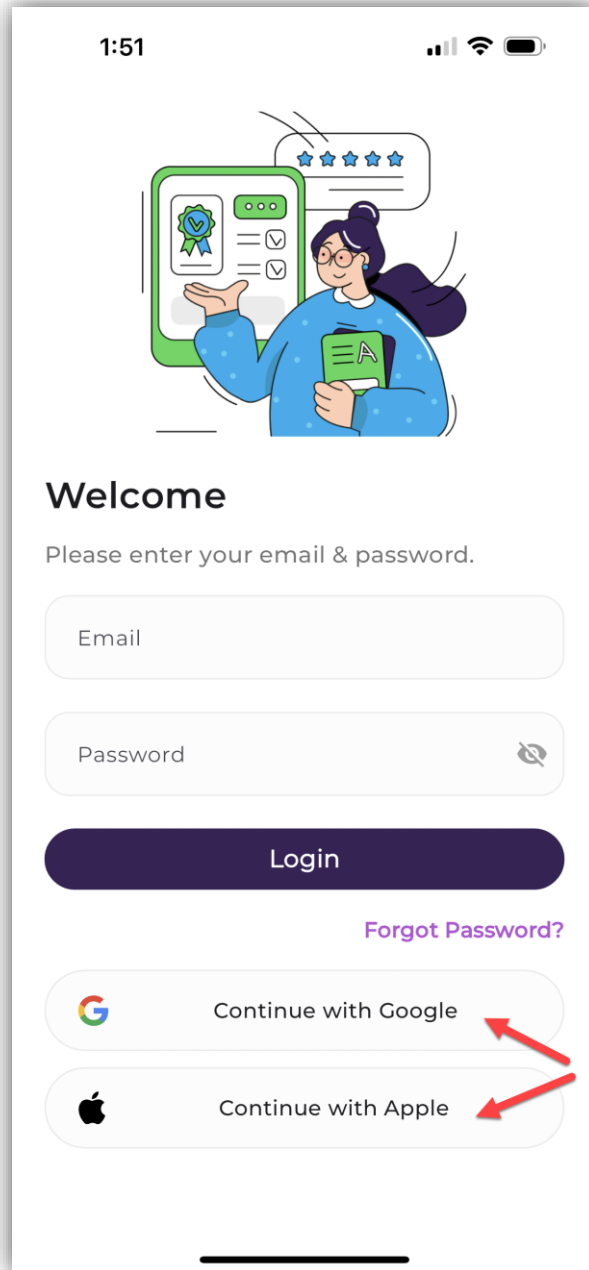 1:51
A
Welcome
Please enter your email & password.
Email
Password
Login
Forgot Password?
Continue with Google
Continue with Apple